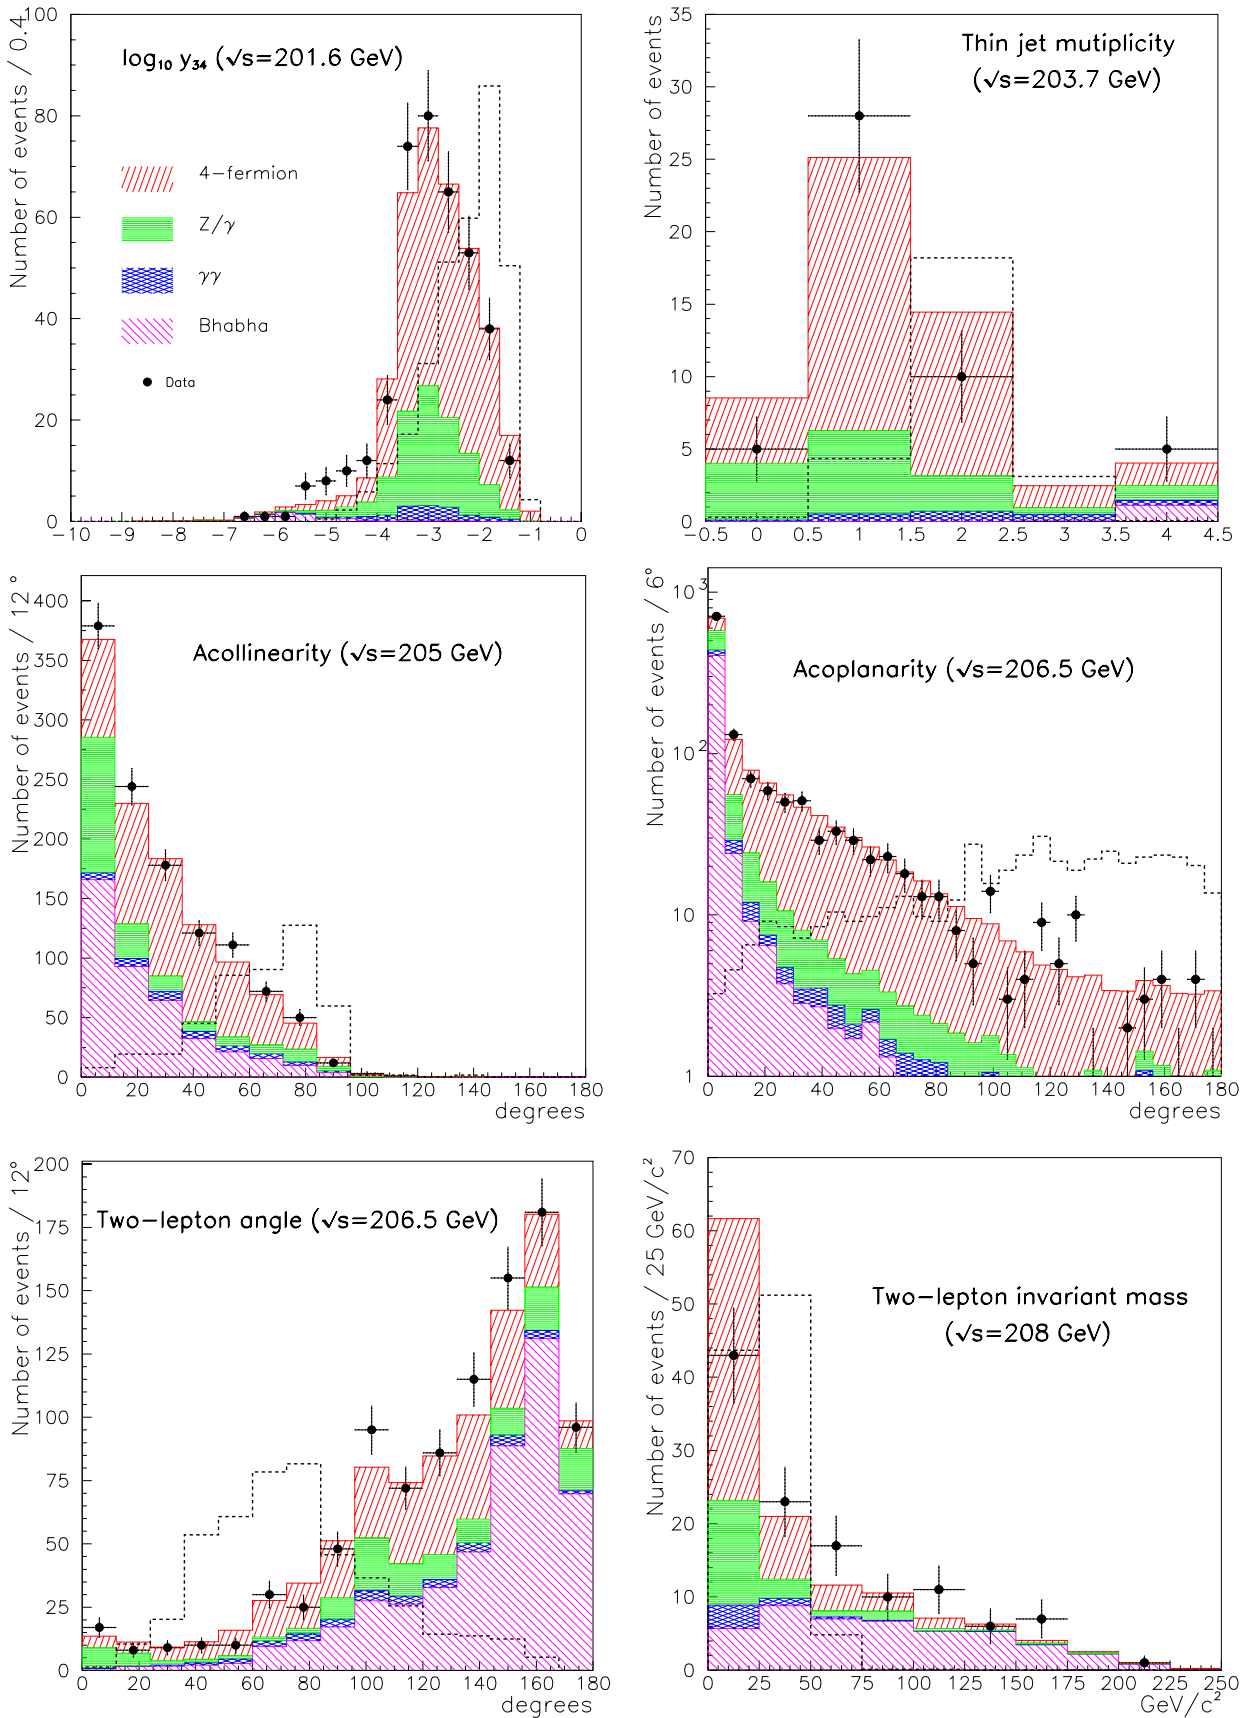 Number of events / 0.4
log₁₀ y₃₄ (√s=201.6 GeV)
4-fermion
Z/γ
γγ
Bhabha
Data
100
80
60
40
20
0
-10 -9 -8 -7 -6 -5 -4 -3 -2 -1 0
Number of events
Thin jet mutiplicity
(√s=203.7 GeV)
35
30
25
20
15
10
5
0
-0.5 0 0.5 1 1.5 2 2.5 3 3.5 4 4.5
Number of events / 12°
Acollinearity (√s=205 GeV)
400
350
300
250
200
150
100
50
0
0 20 40 60 80 100 120 140 160 180
degrees
Number of events / 6°
Acoplanarity (√s=206.5 GeV)
10³
10²
10
1
0 20 40 60 80 100 120 140 160 180
degrees
Number of events / 12°
Two-lepton angle (√s=206.5 GeV)
200
175
150
125
100
75
50
25
0
0 20 40 60 80 100 120 140 160 180
degrees
Number of events / 25 GeV/c²
Two-lepton invariant mass
(√s=208 GeV)
70
60
50
40
30
20
10
0
0 25 50 75 100 125 150 175 200 225 250
GeV/c²